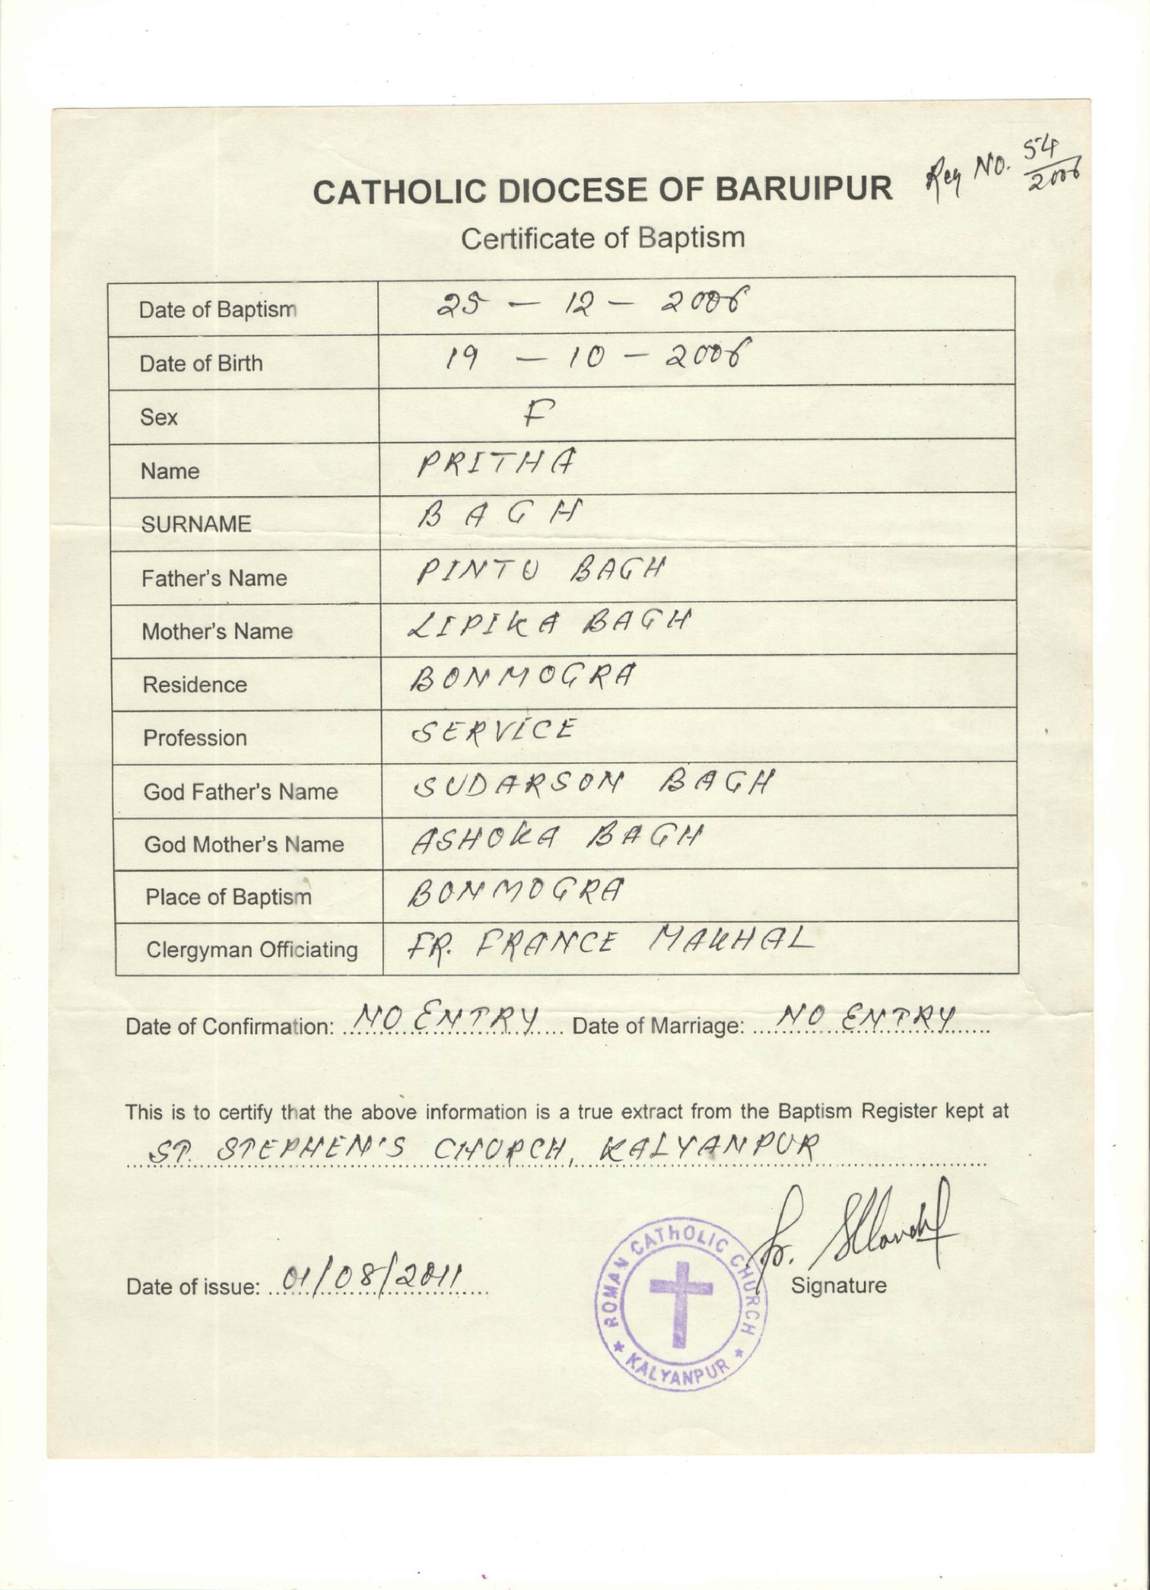 Reg NO. 54/2006
CATHOLIC DIOCESE OF BARUIPUR
Certificate of Baptism
Date of Baptism 25 - 12 - 2006
Date of Birth 19 - 10 - 2006
Sex F
Name PRITHA
SURNAME BAGH
Father's Name PINTU BAGH
Mother's Name LIPIKA BAGH
Residence BONMOGRA
Profession SERVICE
God Father's Name SUDARSON BAGH
God Mother's Name ASHOKA BAGH
Place of Baptism BONMOGRA
Clergyman Officiating FR. FRANCE MAKHAL
Date of Confirmation: NO ENTRY Date of Marriage: NO ENTRY
This is to certify that the above information is a true extract from the Baptism Register kept at
ST. STEPHEN'S CHURCH, KALYANPUR
Fr.
Date of issue: 01/08/2011
Signature
ROMAN CATHOLIC CHURCH
★ KALYANPUR ★